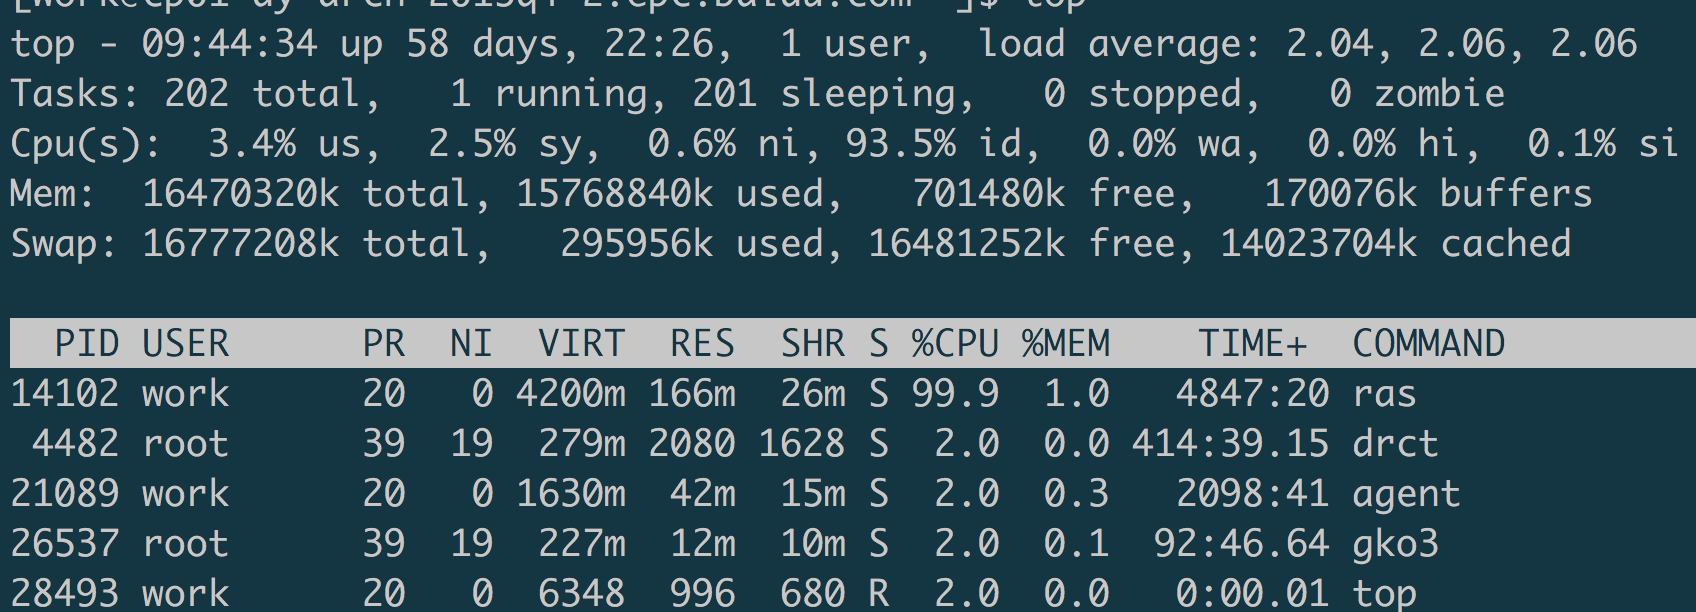 top - 09:44:34 up 58 days, 22:26,  1 user,  load average: 2.04, 2.06, 2.06
Tasks: 202 total,   1 running, 201 sleeping,   0 stopped,   0 zombie
Cpu(s):  3.4% us,  2.5% sy,  0.6% ni, 93.5% id,  0.0% wa,  0.0% hi,  0.1% si
Mem:  16470320k total, 15768840k used,   701480k free,   170076k buffers
Swap: 16777208k total,   295956k used, 16481252k free, 14023704k cached
PID USER      PR  NI  VIRT  RES  SHR S %CPU %MEM    TIME+  COMMAND
14102 work      20   0 4200m 166m  26m S 99.9  1.0   4847:20 ras
4482 root      39  19  279m 2080 1628 S  2.0  0.0 414:39.15 drct
21089 work      20   0 1630m  42m  15m S  2.0  0.3   2098:41 agent
26537 root      39  19  227m  12m  10m S  2.0  0.1  92:46.64 gko3
28493 work      20   0  6348  996  680 R  2.0  0.0   0:00.01 top